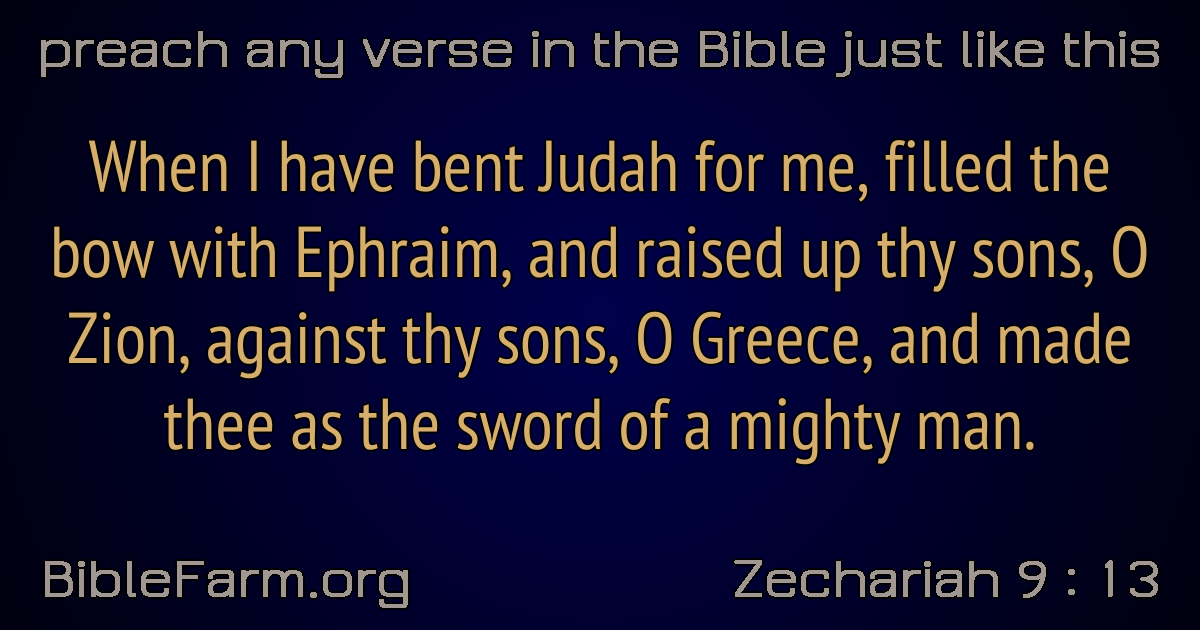 preach any verse in the Bible just like this
When I have bent Judah for me, filled the
bow with Ephraim, and raised up thy sons, O
Zion, against thy sons, O Greece, and made
thee as the sword of a mighty man.
BibleFarm.org
Zechariah 9 : 13